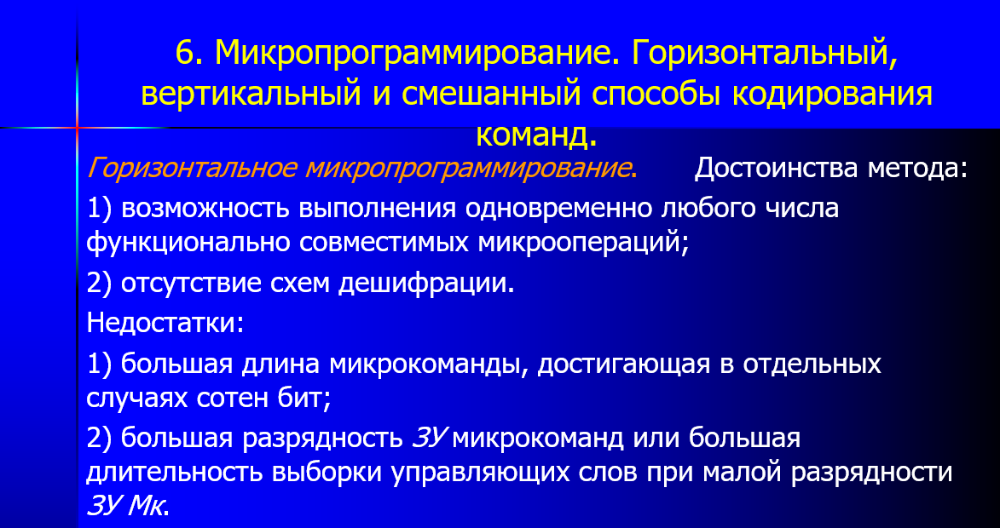 6. Микропрограммирование. Горизонтальный,
вертикальный и смешанный способы кодирования
команд.
Горизонтальное микропрограммирование. Достоинства метода:
1) возможность выполнения одновременно любого числа
функционально совместимых микроопераций;
2) отсутствие схем дешифрации.
Недостатки:
1) большая длина микрокоманды, достигающая в отдельных
случаях сотен бит;
2) большая разрядность ЗУ микрокоманд или большая
длительность выборки управляющих слов при малой разрядности
ЗУ Мк.